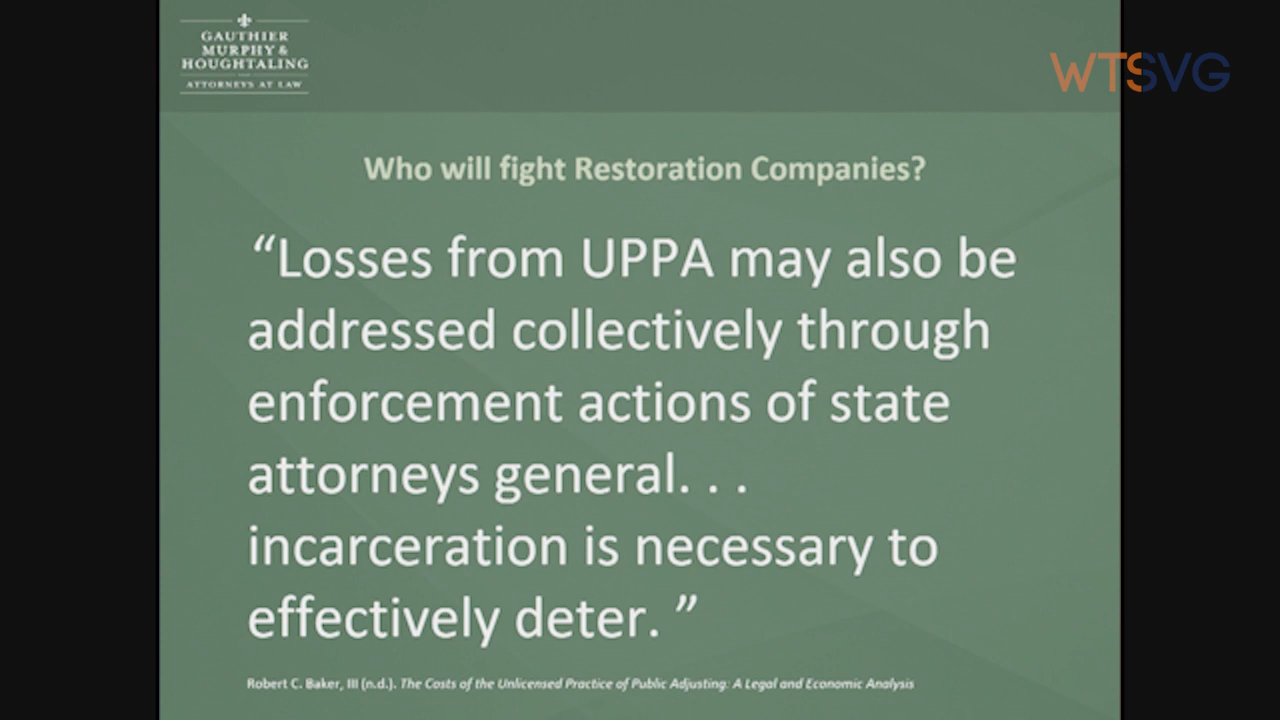 GAUTHIER
MURPHY &
HOUGHTALING
ATTORNEYS AT LAW
WTSVG
Who will fight Restoration Companies?
“Losses from UPPA may also be
addressed collectively through
enforcement actions of state
attorneys general. . .
incarceration is necessary to
effectively deter. ”
Robert C. Baker, III (n.d.). The Costs of the Unlicensed Practice of Public Adjusting: A Legal and Economic Analysis